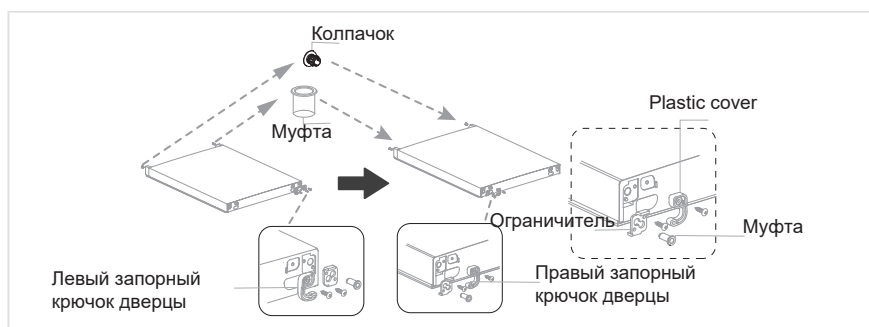 Колпачок
Plastic cover
Муфта
Ограничитель
Муфта
Левый запорный
крючок дверцы
Правый запорный
крючок дверцы